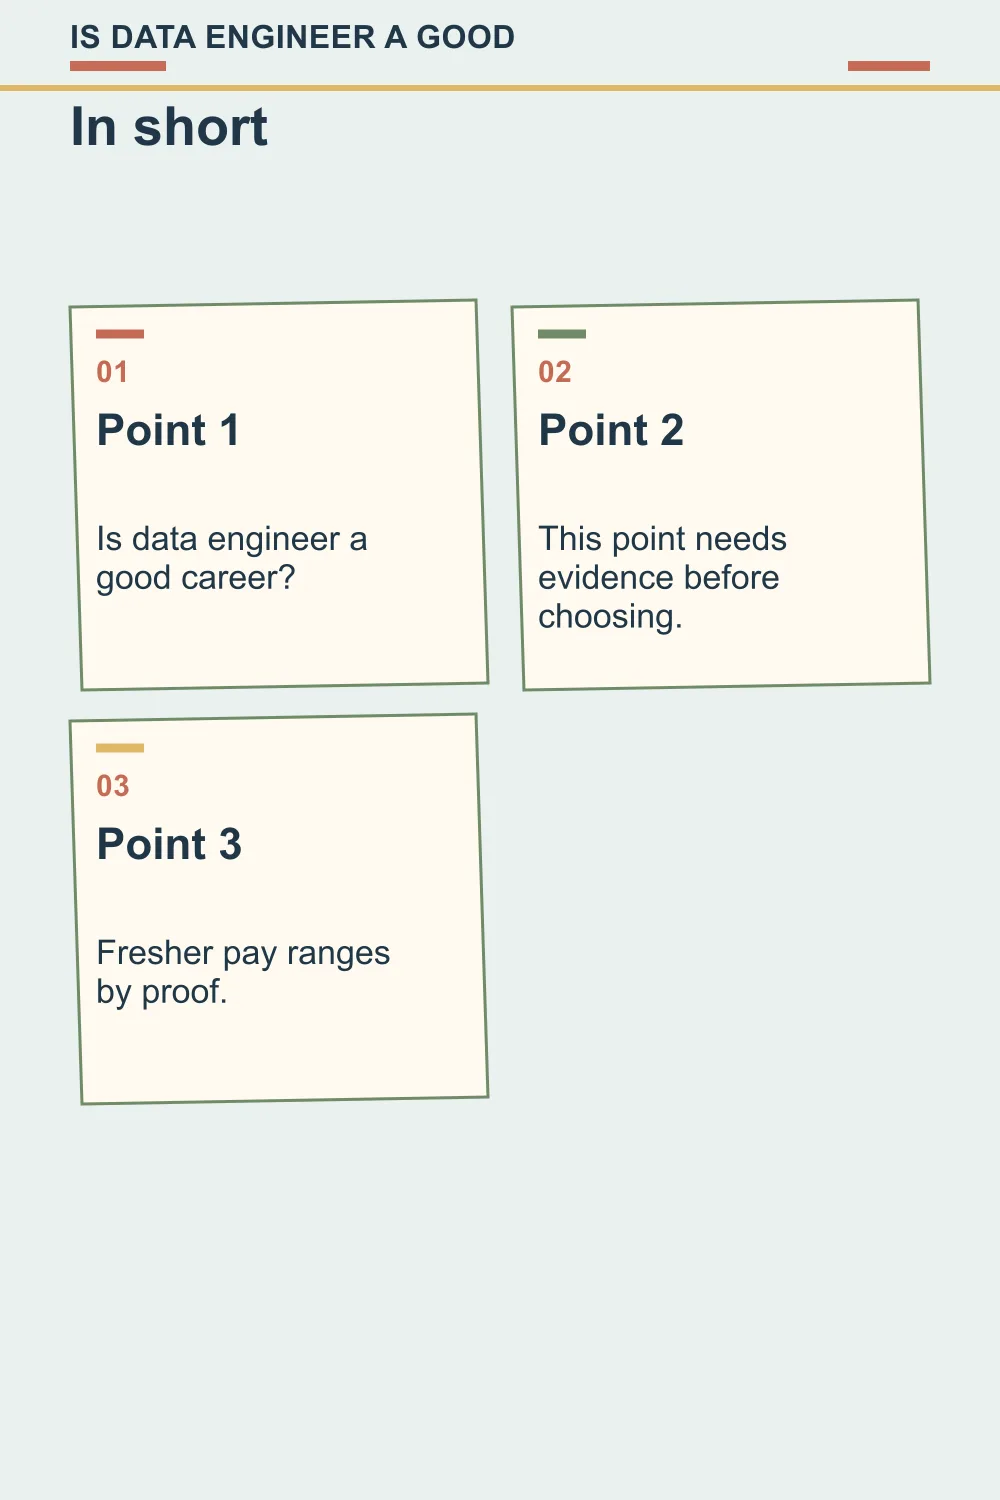 IS DATA ENGINEER A GOOD
In short
01
Point 1
Is data engineer a
good career?
02
Point 2
This point needs
evidence before
choosing.
03
Point 3
Fresher pay ranges
by proof.